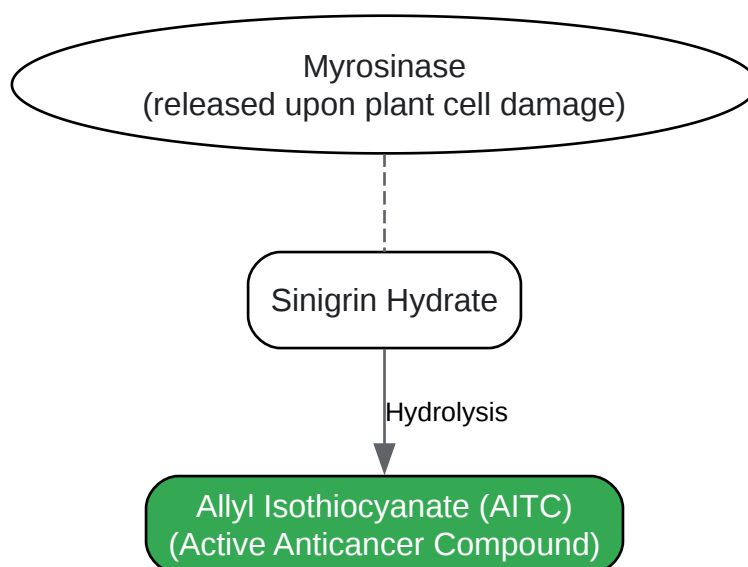 Myrosinase
(released upon plant cell damage)
Sinigrin Hydrate
Hydrolysis
Allyl Isothiocyanate (AITC)
(Active Anticancer Compound)